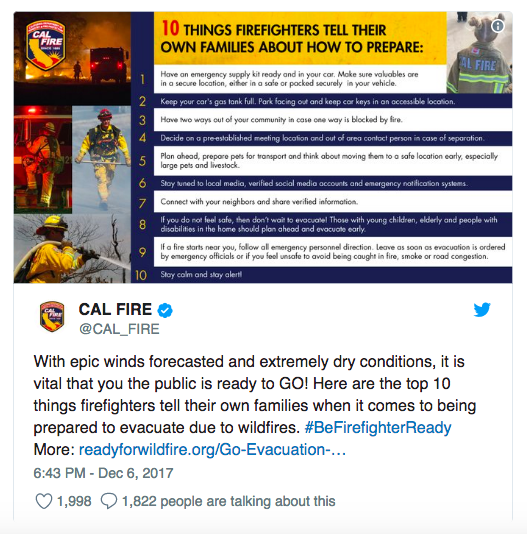 CAL FIRE
SINCE 1885
10 THINGS FIREFIGHTERS TELL THEIR
OWN FAMILIES ABOUT HOW TO PREPARE:
CAL FIRE
1 Have an emergency supply kit ready and in your car. Make sure valuables are
in a secure location, either in a safe or packed securely in your vehicle.
2 Keep your car's gas tank full. Park facing out and keep car keys in an accessible location.
3 Have two ways out of your community in case one way is blocked by fire.
4 Decide on a pre-established meeting location and out of area contact person in case of separation.
5 Plan ahead, prepare pets for transport and think about moving them to a safe location early, especially
large pets and livestock.
6 Stay tuned to local media, verified social media accounts and emergency notification systems.
7 Connect with your neighbors and share verified information.
8 If you do not feel safe, then don't wait to evacuate! Those with young children, elderly and people with
disabilities in the home should plan ahead and evacuate early.
9 If a fire starts near you, follow all emergency personnel direction. Leave as soon as evacuation is ordered
by emergency officials or if you feel unsafe to avoid being caught in fire, smoke or road congestion.
10 Stay calm and stay alert!
CAL FIRE
@CAL_FIRE
With epic winds forecasted and extremely dry conditions, it is
vital that you the public is ready to GO! Here are the top 10
things firefighters tell their own families when it comes to being
prepared to evacuate due to wildfires. #BeFirefighterReady
More: readyforwildfire.org/Go-Evacuation-…
6:43 PM - Dec 6, 2017
1,998 1,822 people are talking about this